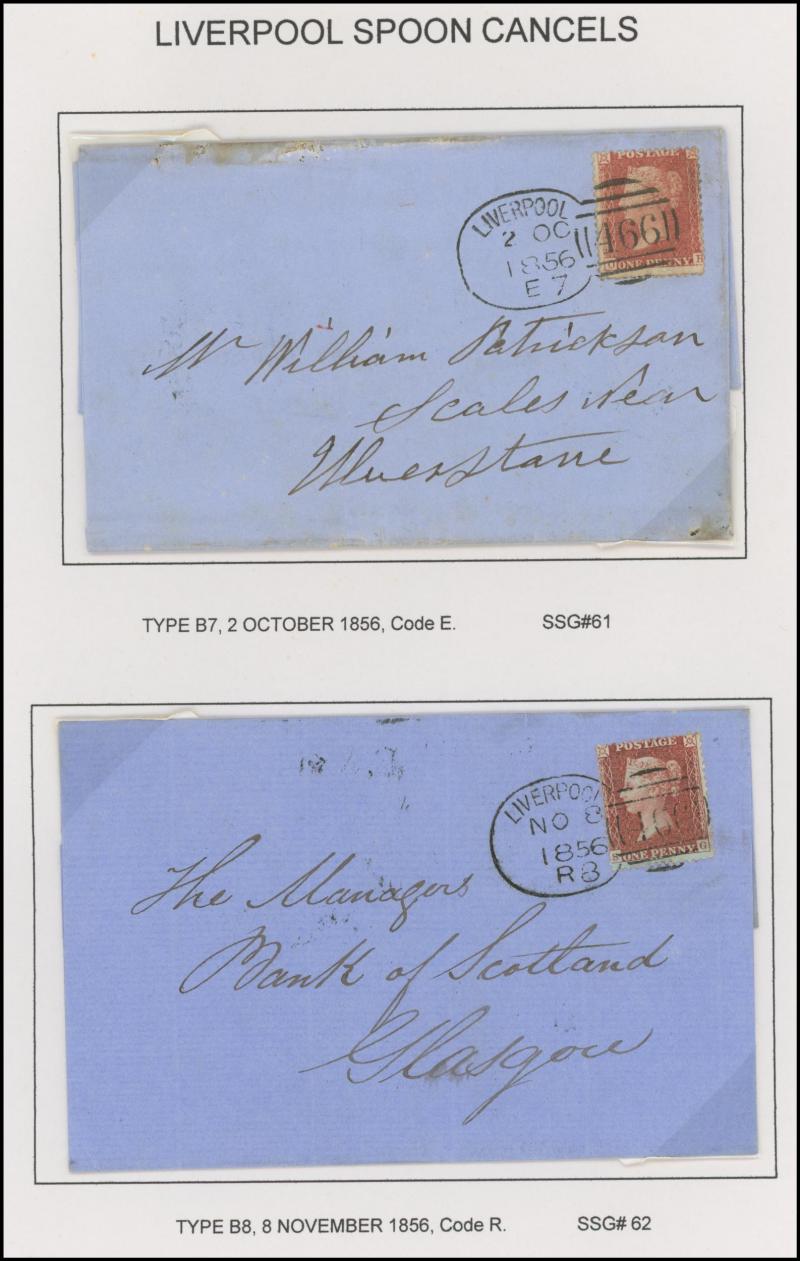 LIVERPOOL SPOON CANCELS
POSTAGE
LIVERPOOL
2 OC
1856
E 7
466
ONE PENNY
Mr William Patrickson
Scales Near
Ulverstone
TYPE B7, 2 OCTOBER 1856, Code E. SSG#61
POSTAGE
LIVERPOOL
NO 8
1856
R8
S ONE PENNY G
The Managers
Bank of Scotland
Glasgow
TYPE B8, 8 NOVEMBER 1856, Code R. SSG# 62